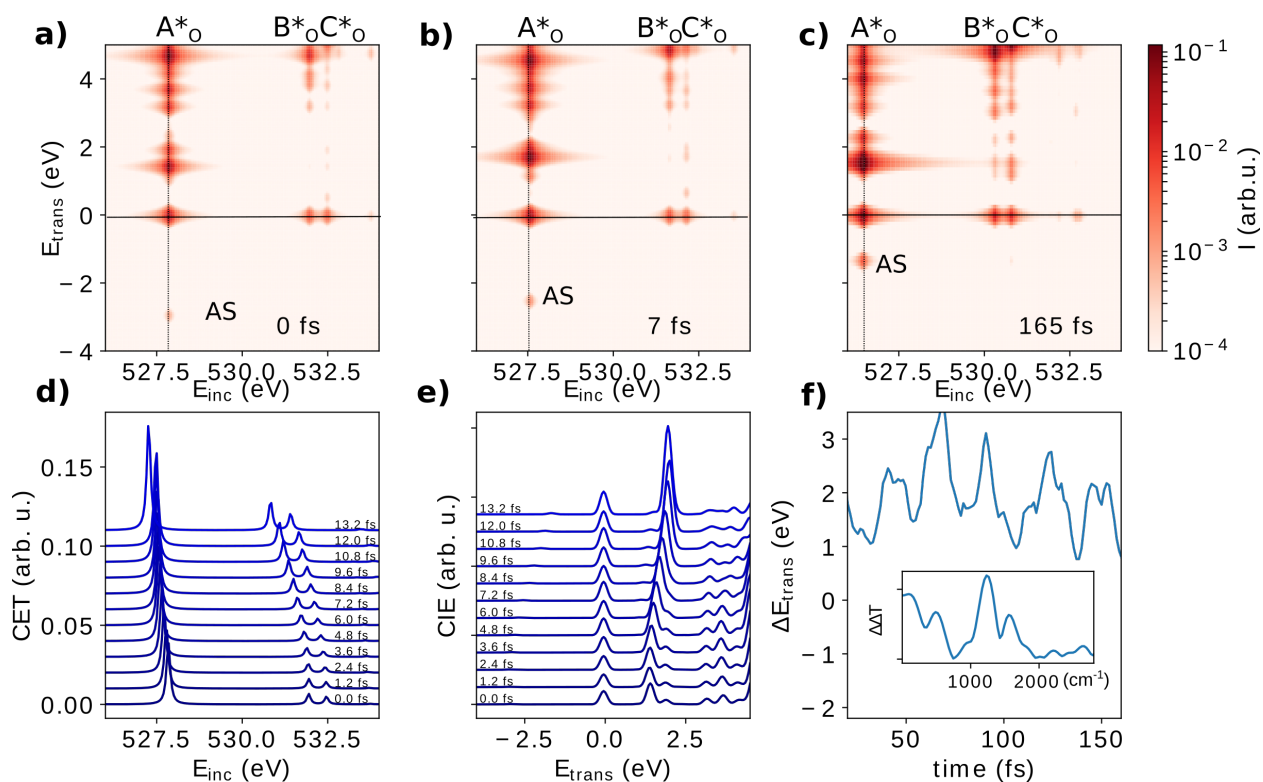 a) A*O B*O C*O
b) A*O B*O C*O
c) A*O B*O C*O
Etrans (eV)
4
2
0
−2
−4
AS
0 fs
AS
7 fs
AS
165 fs
10−1
10−2
10−3
10−4
I (arb.u.)
527.5 530.0 532.5
Einc (eV)
527.5 530.0 532.5
Einc (eV)
527.5 530.0 532.5
Einc (eV)
d)
CET (arb. u.)
0.15
0.10
0.05
0.00
13.2 fs
12.0 fs
10.8 fs
9.6 fs
8.4 fs
7.2 fs
6.0 fs
4.8 fs
3.6 fs
2.4 fs
1.2 fs
0.0 fs
527.5 530.0 532.5
Einc (eV)
e)
CIE (arb. u.)
13.2 fs
12.0 fs
10.8 fs
9.6 fs
8.4 fs
7.2 fs
6.0 fs
4.8 fs
3.6 fs
2.4 fs
1.2 fs
0.0 fs
−2.5 0.0 2.5
Etrans (eV)
f)
ΔEtrans (eV)
3
2
1
0
−1
−2
ΔΔT
1000 2000 (cm-1)
50 100 150
time (fs)